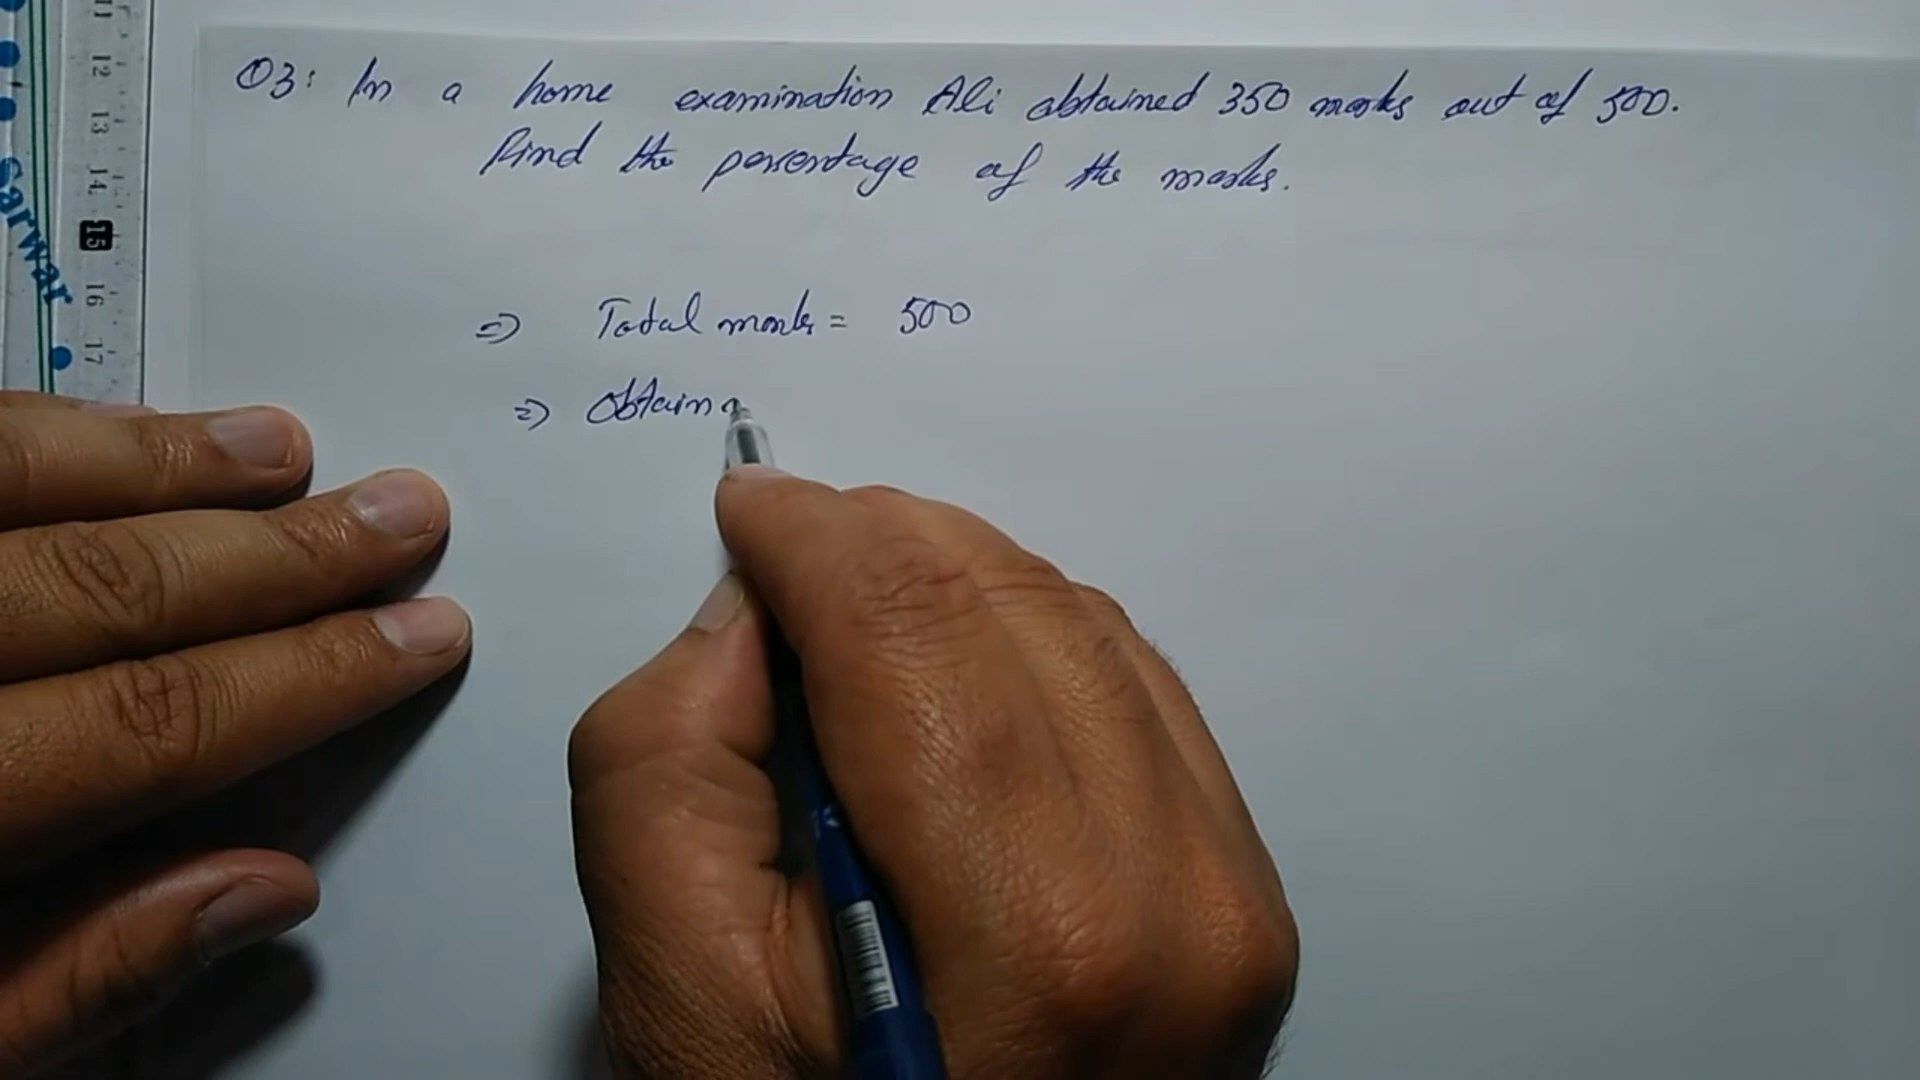 11
12
13
14
15
16
17
Sarwar
Q3: In a home examination Ali obtained 350 marks out of 500.
Find the percentage of the marks.
=> Total marks = 500
=> Obtain